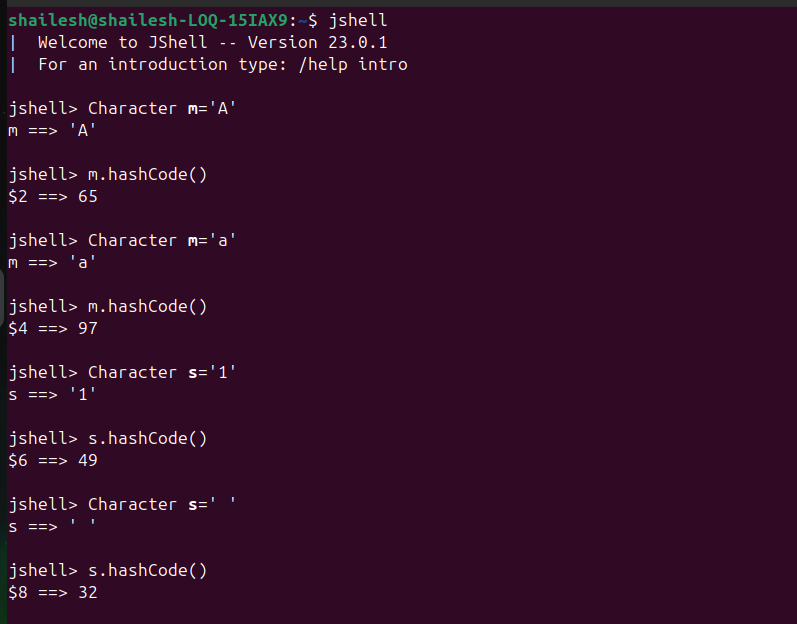 shailesh@shailesh-LOQ-15IAX9:~$ jshell
|  Welcome to JShell -- Version 23.0.1
|  For an introduction type: /help intro
jshell> Character m='A'
m ==> 'A'
jshell> m.hashCode()
$2 ==> 65
jshell> Character m='a'
m ==> 'a'
jshell> m.hashCode()
$4 ==> 97
jshell> Character s='1'
s ==> '1'
jshell> s.hashCode()
$6 ==> 49
jshell> Character s=' '
s ==> ' '
jshell> s.hashCode()
$8 ==> 32